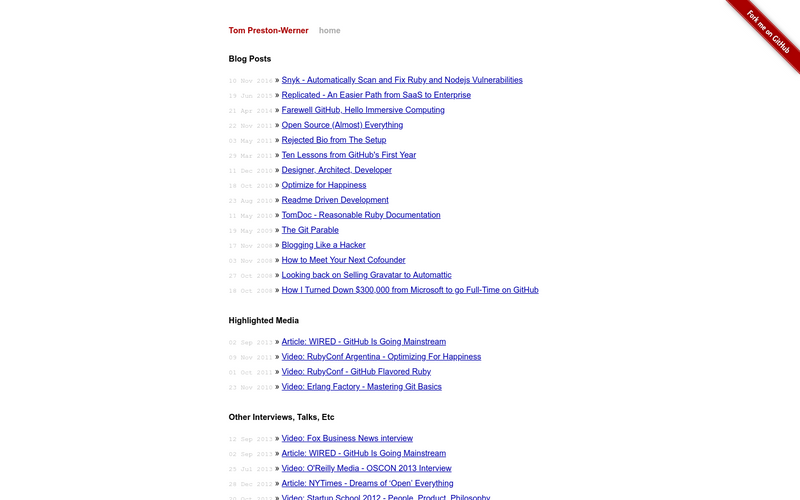 Tom Preston-Werner home
Fork me on GitHub
Blog Posts
20 Nov 2016 » Snyk - Automatically Scan and Fix Ruby and Nodejs Vulnerabilities
19 Jun 2015 » Replicated - An Easier Path from SaaS to Enterprise
21 Apr 2014 » Farewell GitHub, Hello Immersive Computing
22 Nov 2011 » Open Source (Almost) Everything
03 May 2011 » Rejected Bio from The Setup
29 Mar 2011 » Ten Lessons from GitHub's First Year
11 Dec 2010 » Designer, Architect, Developer
18 Oct 2010 » Optimize for Happiness
23 Aug 2010 » Readme Driven Development
11 May 2010 » TomDoc - Reasonable Ruby Documentation
19 May 2009 » The Git Parable
17 Nov 2008 » Blogging Like a Hacker
03 Nov 2008 » How to Meet Your Next Cofounder
27 Oct 2008 » Looking back on Selling Gravatar to Automattic
18 Oct 2008 » How I Turned Down $300,000 from Microsoft to go Full-Time on GitHub
Highlighted Media
02 Sep 2013 » Article: WIRED - GitHub Is Going Mainstream
09 Nov 2011 » Video: RubyConf Argentina - Optimizing For Happiness
01 Oct 2011 » Video: RubyConf - GitHub Flavored Ruby
23 Nov 2010 » Video: Erlang Factory - Mastering Git Basics
Other Interviews, Talks, Etc
12 Sep 2013 » Video: Fox Business News interview
02 Sep 2013 » Article: WIRED - GitHub Is Going Mainstream
25 Jul 2013 » Video: O'Reilly Media - OSCON 2013 Interview
28 Dec 2012 » Article: NYTimes - Dreams of 'Open' Everything
Oct 2012 » Video: Startup School 2012 - People, Product, Philosophy